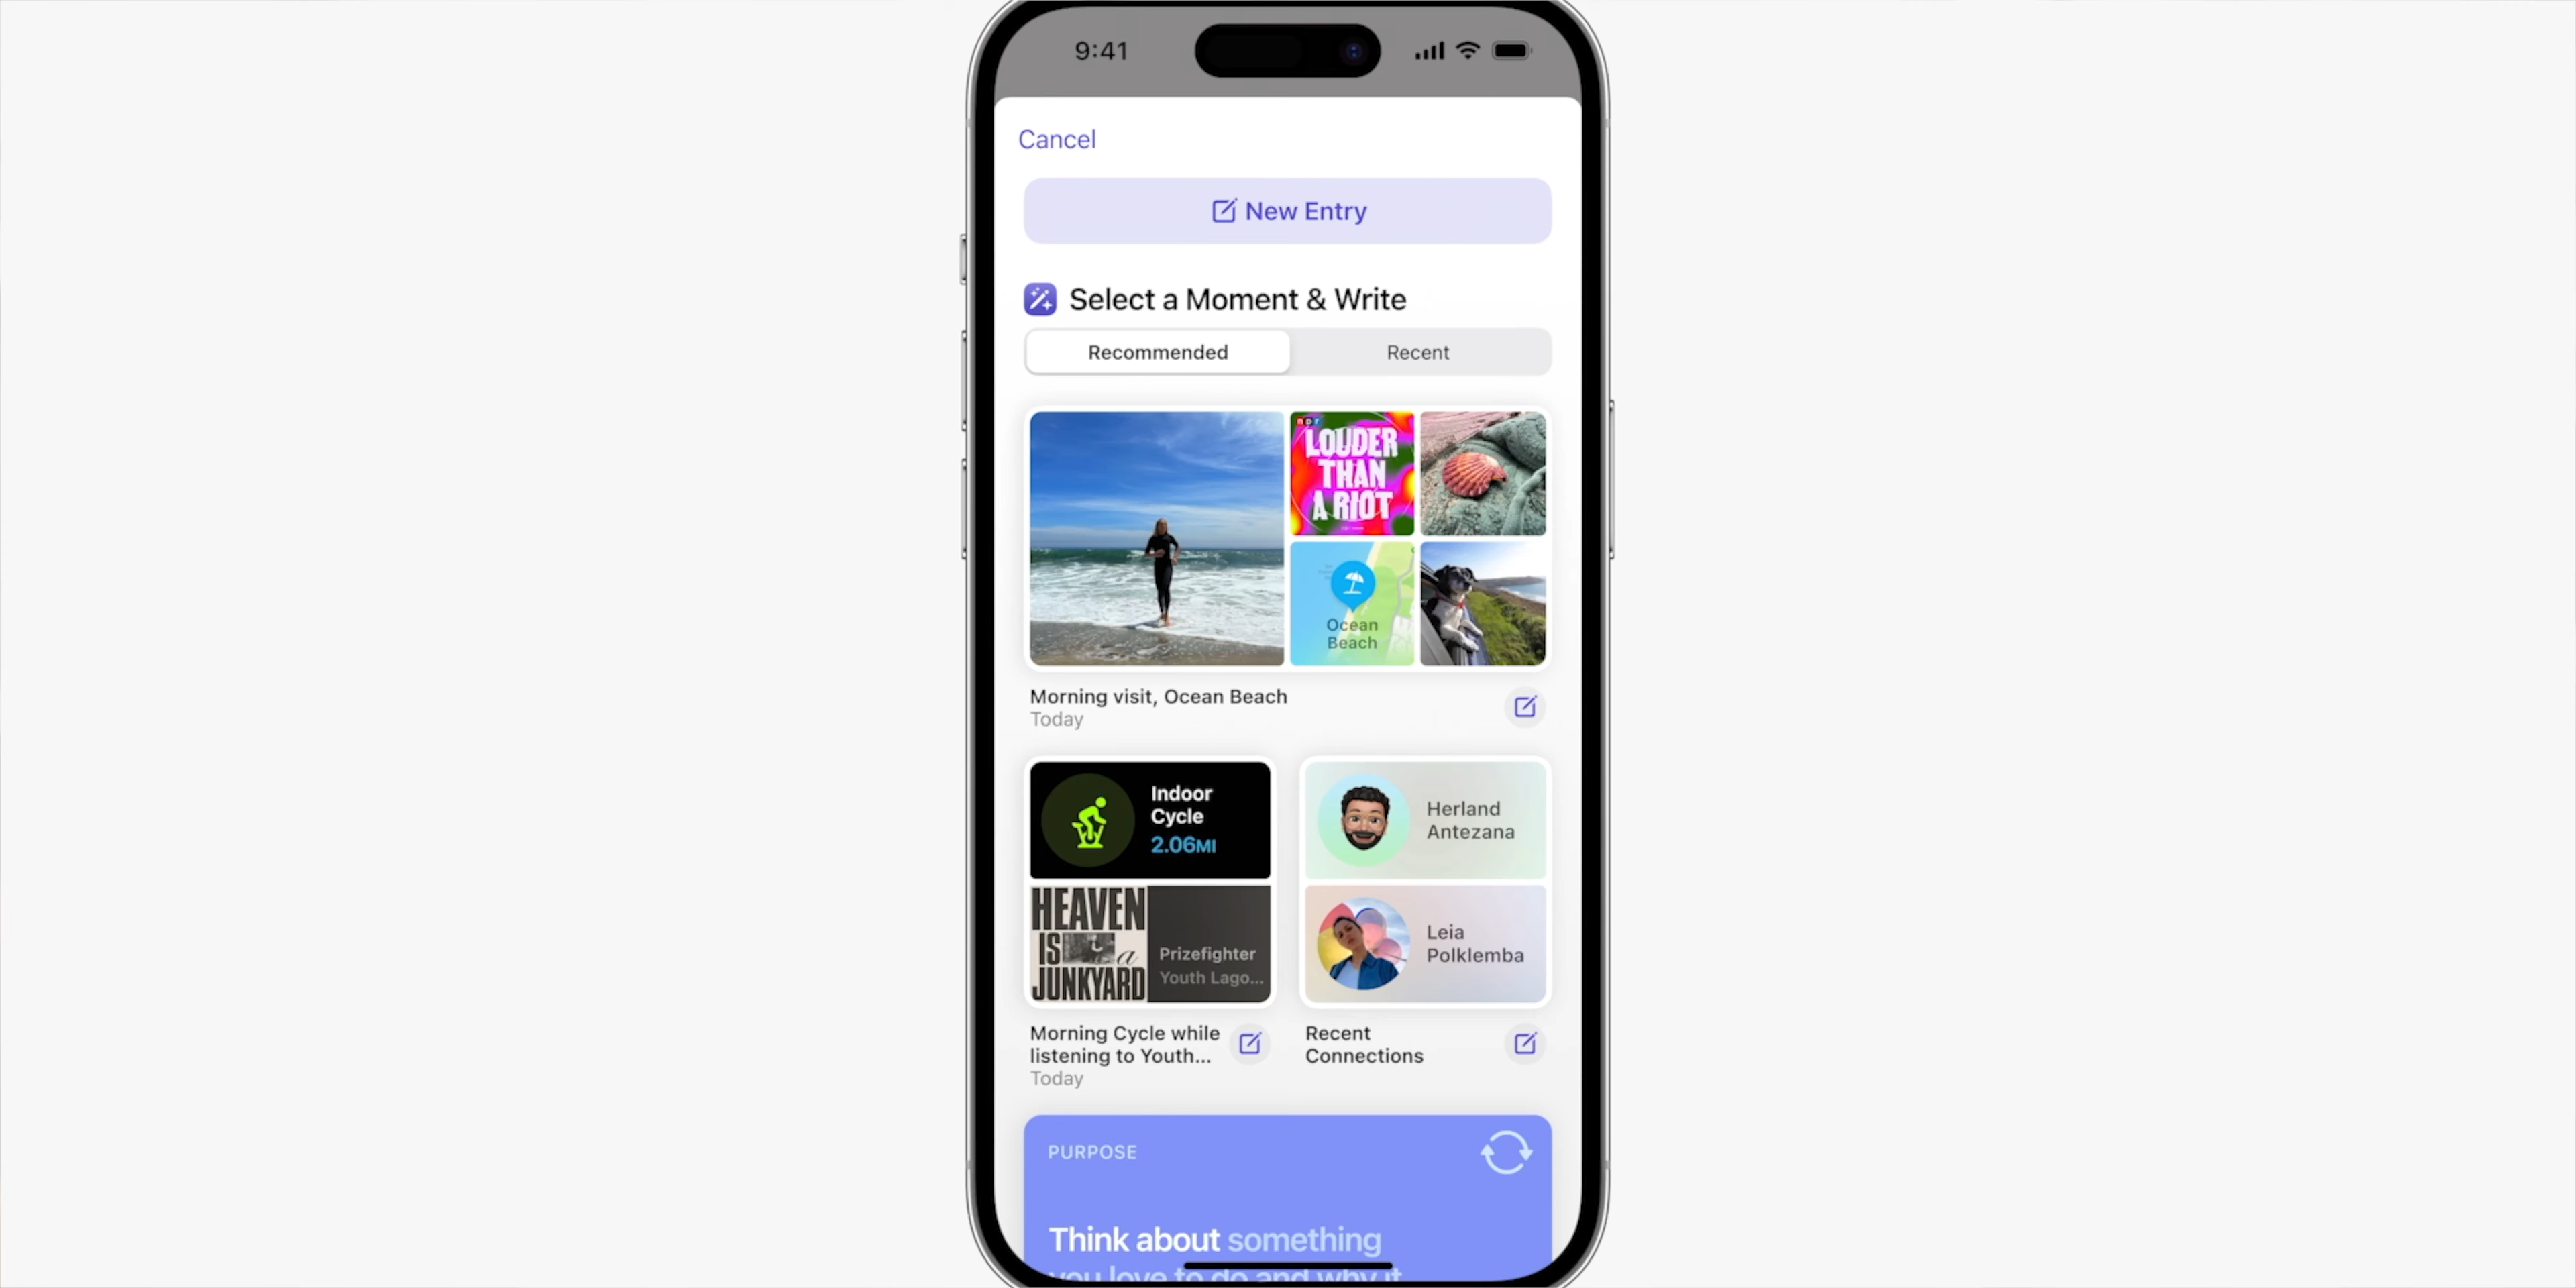 9:41
Cancel
New Entry
Select a Moment & Write
Recommended
Recent
npr
LOUDER
THAN
A RIOT
Ocean
Beach
Morning visit, Ocean Beach
Today
Indoor
Cycle
2.06MI
HEAVEN
IS a
JUNKYARD
Prizefighter
Youth Lago...
Morning Cycle while
listening to Youth...
Today
Herland
Antezana
Leia
Polklemba
Recent
Connections
PURPOSE
Think about something
you love to do and why it